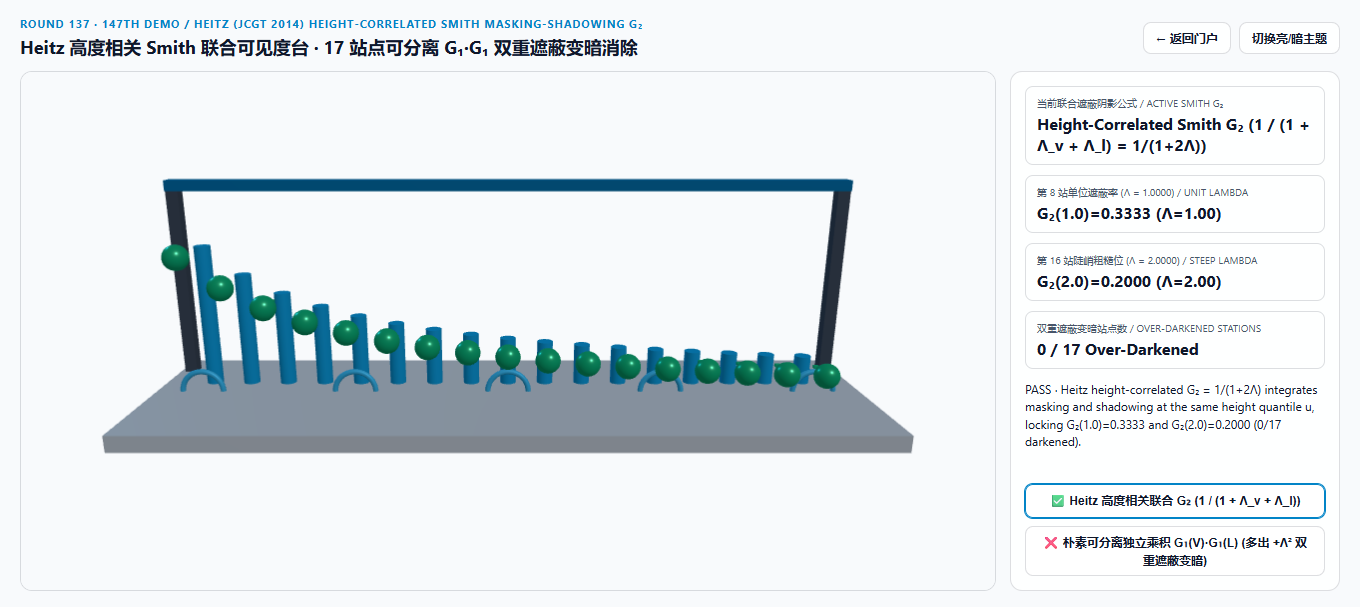 ROUND 137 · 147TH DEMO / HEITZ (JCGT 2014) HEIGHT-CORRELATED SMITH MASKING-SHADOWING G₂
Heitz 高度相关 Smith 联合可见度台 · 17 站点可分离 G₁·G₁ 双重遮蔽变暗消除
← 返回门户
切换亮/暗主题
当前联合遮蔽阴影公式 / ACTIVE SMITH G₂
Height-Correlated Smith G₂ (1 / (1 +
Λ_v + Λ_l) = 1/(1+2Λ))
第 8 站单位遮蔽率 (Λ = 1.0000) / UNIT LAMBDA
G₂(1.0)=0.3333 (Λ=1.00)
第 16 站陡峭粗糙位 (Λ = 2.0000) / STEEP LAMBDA
G₂(2.0)=0.2000 (Λ=2.00)
双重遮蔽变暗站点数 / OVER-DARKENED STATIONS
0 / 17 Over-Darkened
PASS · Heitz height-correlated G₂ = 1/(1+2Λ) integrates
masking and shadowing at the same height quantile u,
locking G₂(1.0)=0.3333 and G₂(2.0)=0.2000 (0/17
darkened).
✅ Heitz 高度相关联合 G₂ (1 / (1 + Λ_v + Λ_l))
❌ 朴素可分离独立乘积 G₁(V)·G₁(L) (多出 +Λ² 双
重遮蔽变暗)